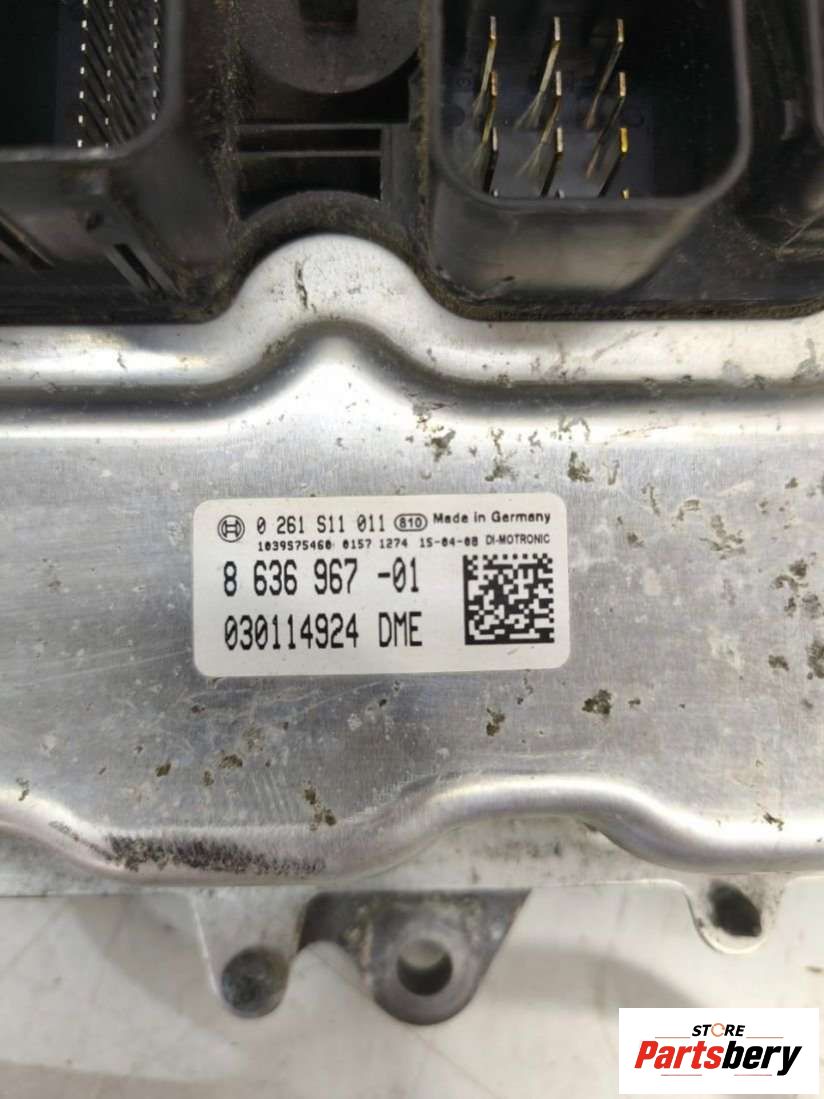 0 261 S11 011 810 Made in Germany
1039S75460 0157 1274 15-04-08 DI-MOTRONIC
8 636 967 -01
030114924 DME
STORE
Partsbery